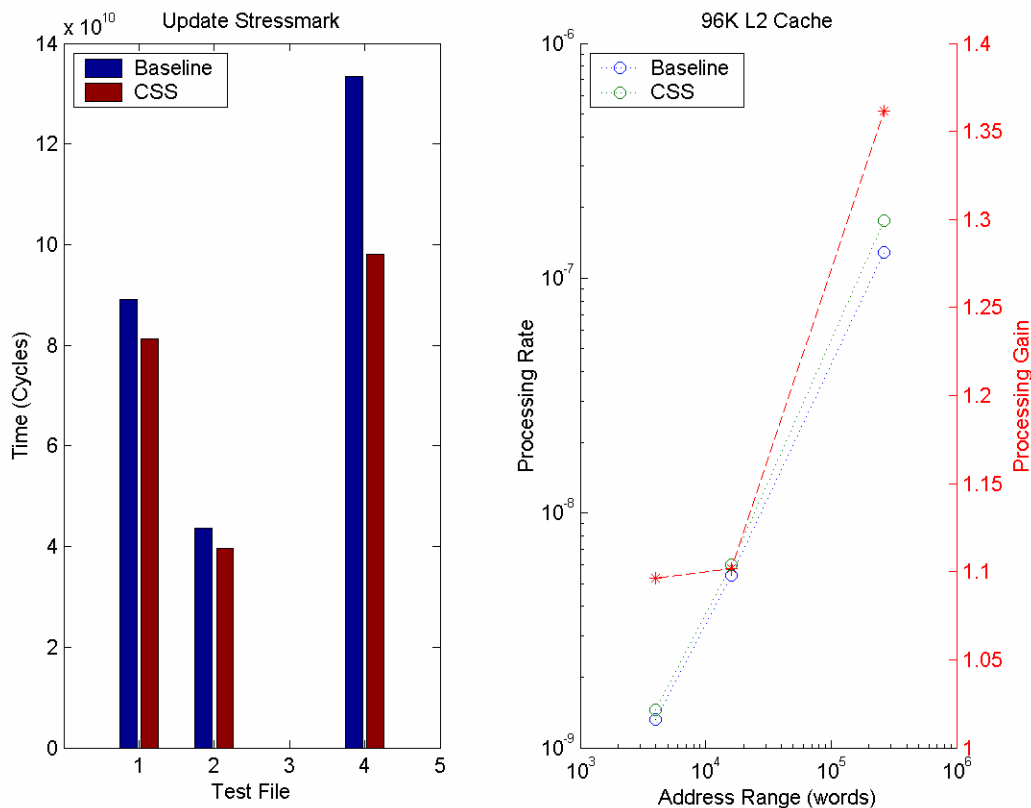 Update Stressmark
x 10^10
14
12
10
8
6
4
2
0
Time (Cycles)
Baseline
CSS
1 2 3 4 5
Test File
96K L2 Cache
10^-6
10^-7
10^-8
10^-9
Processing Rate
Baseline
CSS
10^3 10^4 10^5 10^6
Address Range (words)
1.4
1.35
1.3
1.25
1.2
1.15
1.1
1.05
1
Processing Gain